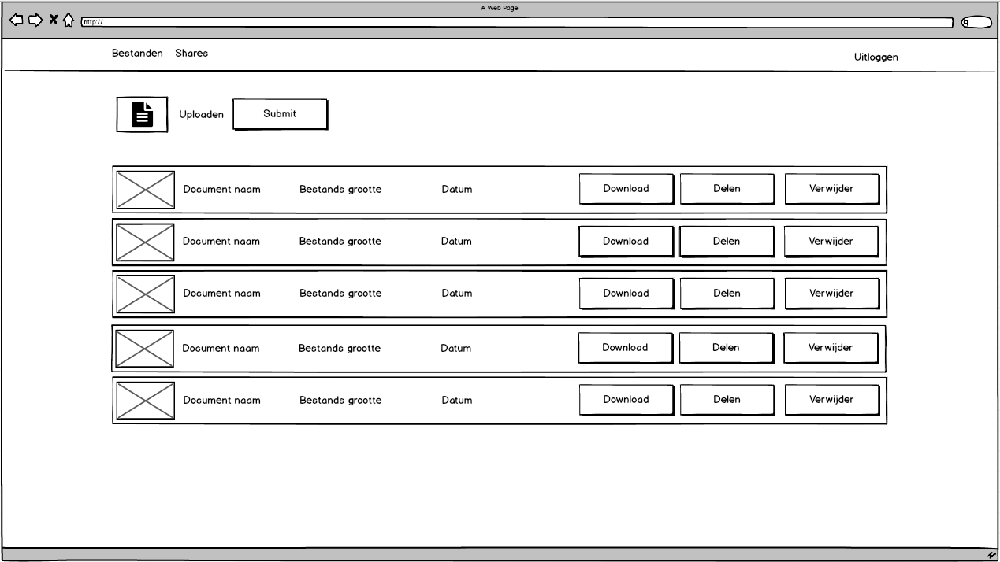 A Web Page
http://
Bestanden Shares Uitloggen
Uploaden Submit
Document naam Bestands grootte Datum Download Delen Verwijder
Document naam Bestands grootte Datum Download Delen Verwijder
Document naam Bestands grootte Datum Download Delen Verwijder
Document naam Bestands grootte Datum Download Delen Verwijder
Document naam Bestands grootte Datum Download Delen Verwijder